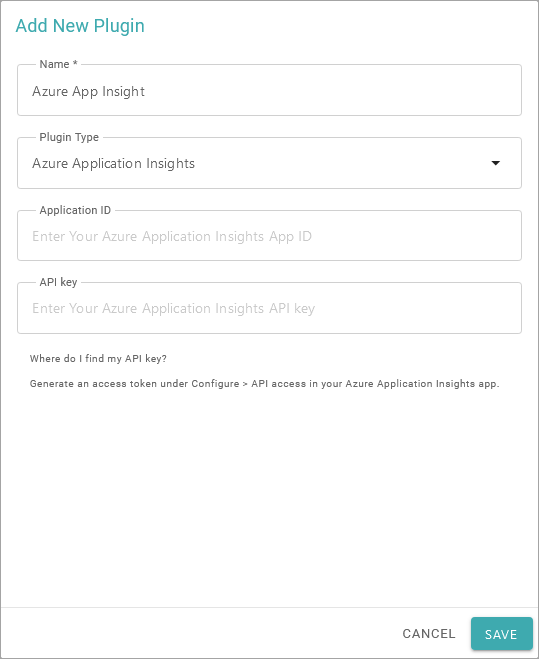 Add New Plugin
Name *
Azure App Insight
Plugin Type
Azure Application Insights
Application ID
Enter Your Azure Application Insights App ID
API key
Enter Your Azure Application Insights API key
Where do I find my API key?
Generate an access token under Configure > API access in your Azure Application Insights app.
CANCEL
SAVE